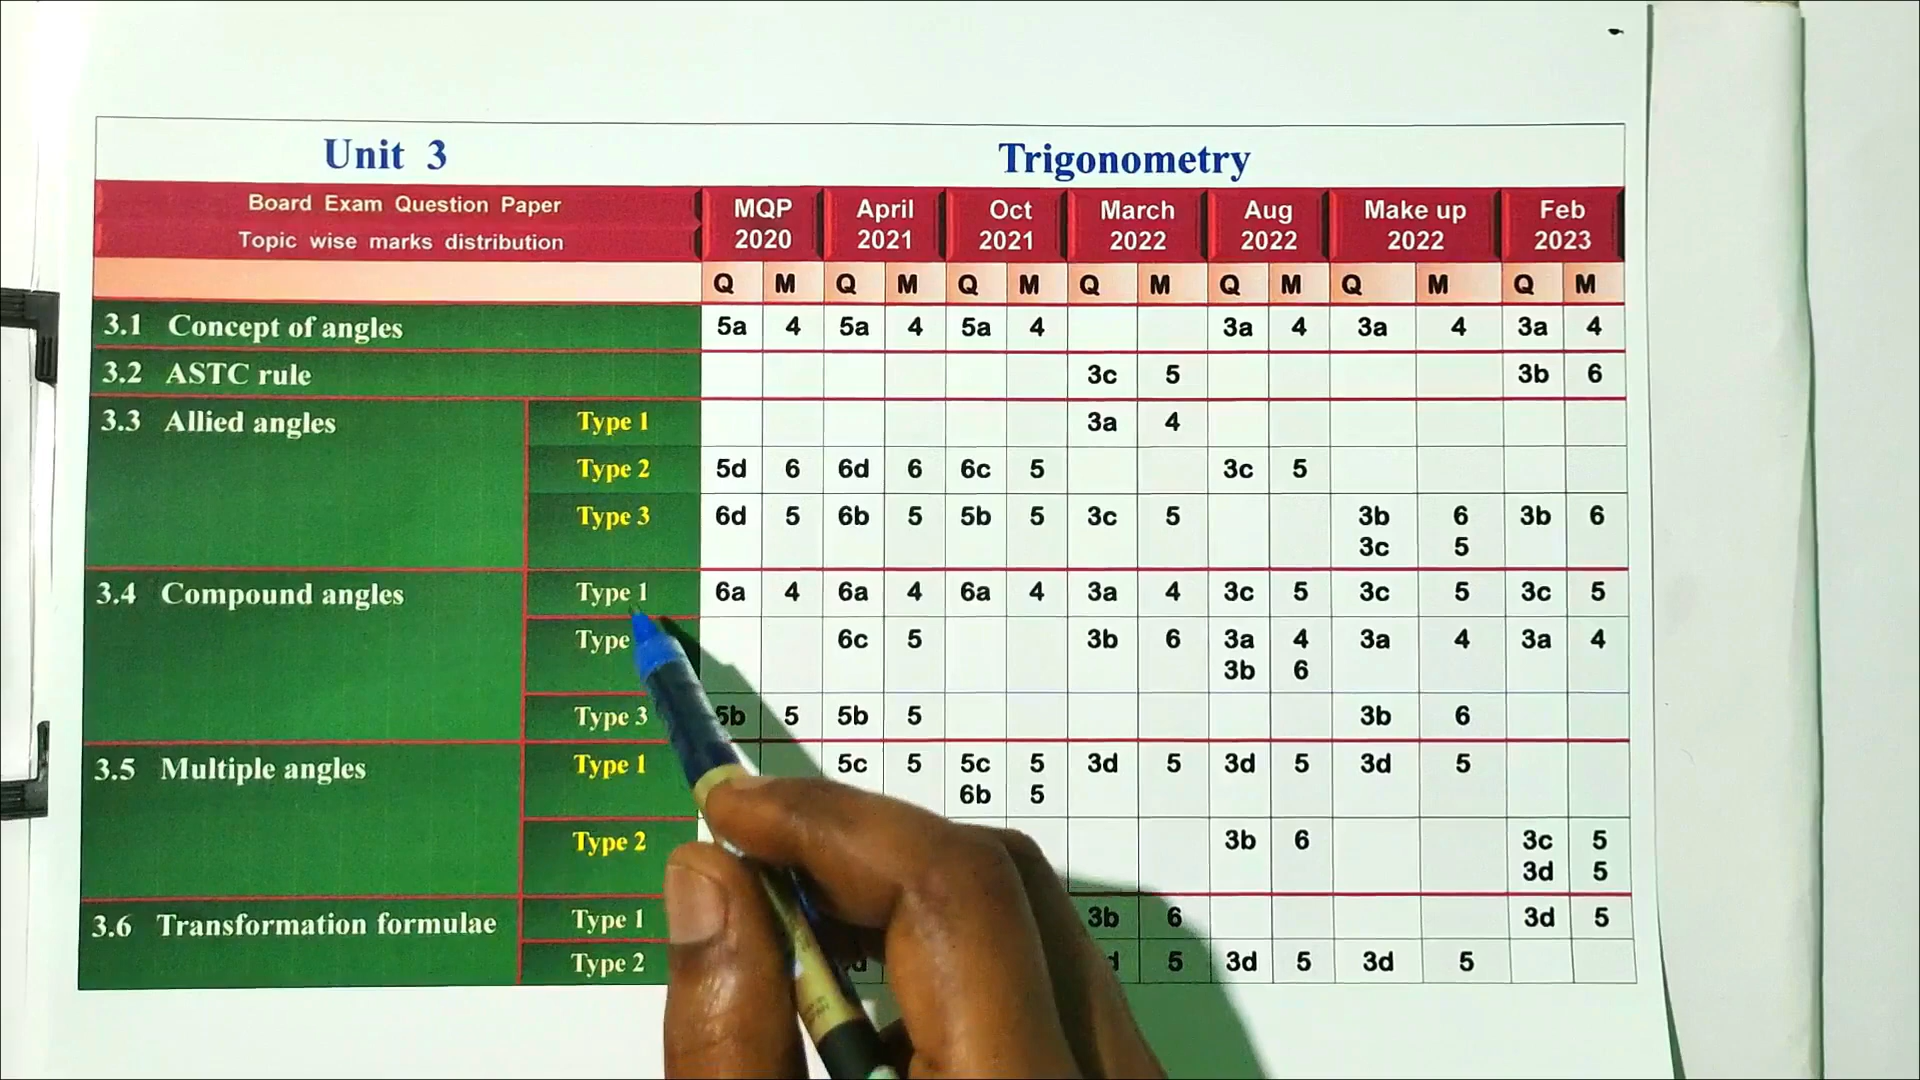 Unit 3 Trigonometry
Board Exam Question Paper
Topic wise marks distribution
MQP 2020 April 2021 Oct 2021 March 2022 Aug 2022 Make up 2022 Feb 2023
Q M Q M Q M Q M Q M Q M Q M
3.1 Concept of angles 5a 4 5a 4 5a 4 3a 4 3a 4 3a 4
3.2 ASTC rule 3c 5 3b 6
3.3 Allied angles Type 1 3a 4
Type 2 5d 6 6d 6 6c 5 3c 5
Type 3 6d 5 6b 5 5b 5 3c 5 3b 6 3b 6
3c 5
3.4 Compound angles Type 1 6a 4 6a 4 6a 4 3a 4 3c 5 3c 5 3c 5
Type 6c 5 3b 6 3a 4 3a 4 3a 4
3b 6
Type 3 5b 5 5b 5 3b 6
3.5 Multiple angles Type 1 5c 5 5c 5 3d 5 3d 5 3d 5
6b 5
Type 2 3b 6 3c 5
3d 5
3.6 Transformation formulae Type 1 3b 6 3d 5
Type 2 5 3d 5 3d 5